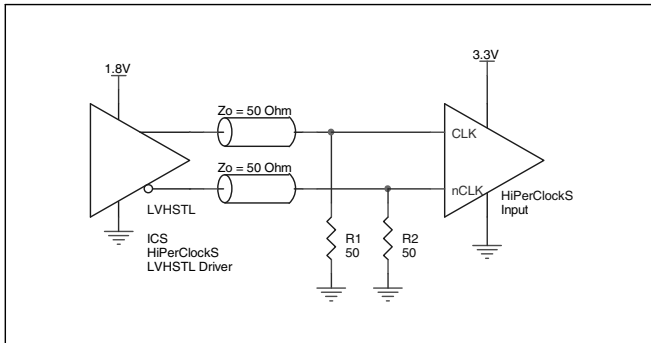 1.8V
3.3V
Zo = 50 Ohm
CLK
Zo = 50 Ohm
nCLK
HiPerClockS
Input
LVHSTL
ICS
HiPerClockS
LVHSTL Driver
R1
50
R2
50